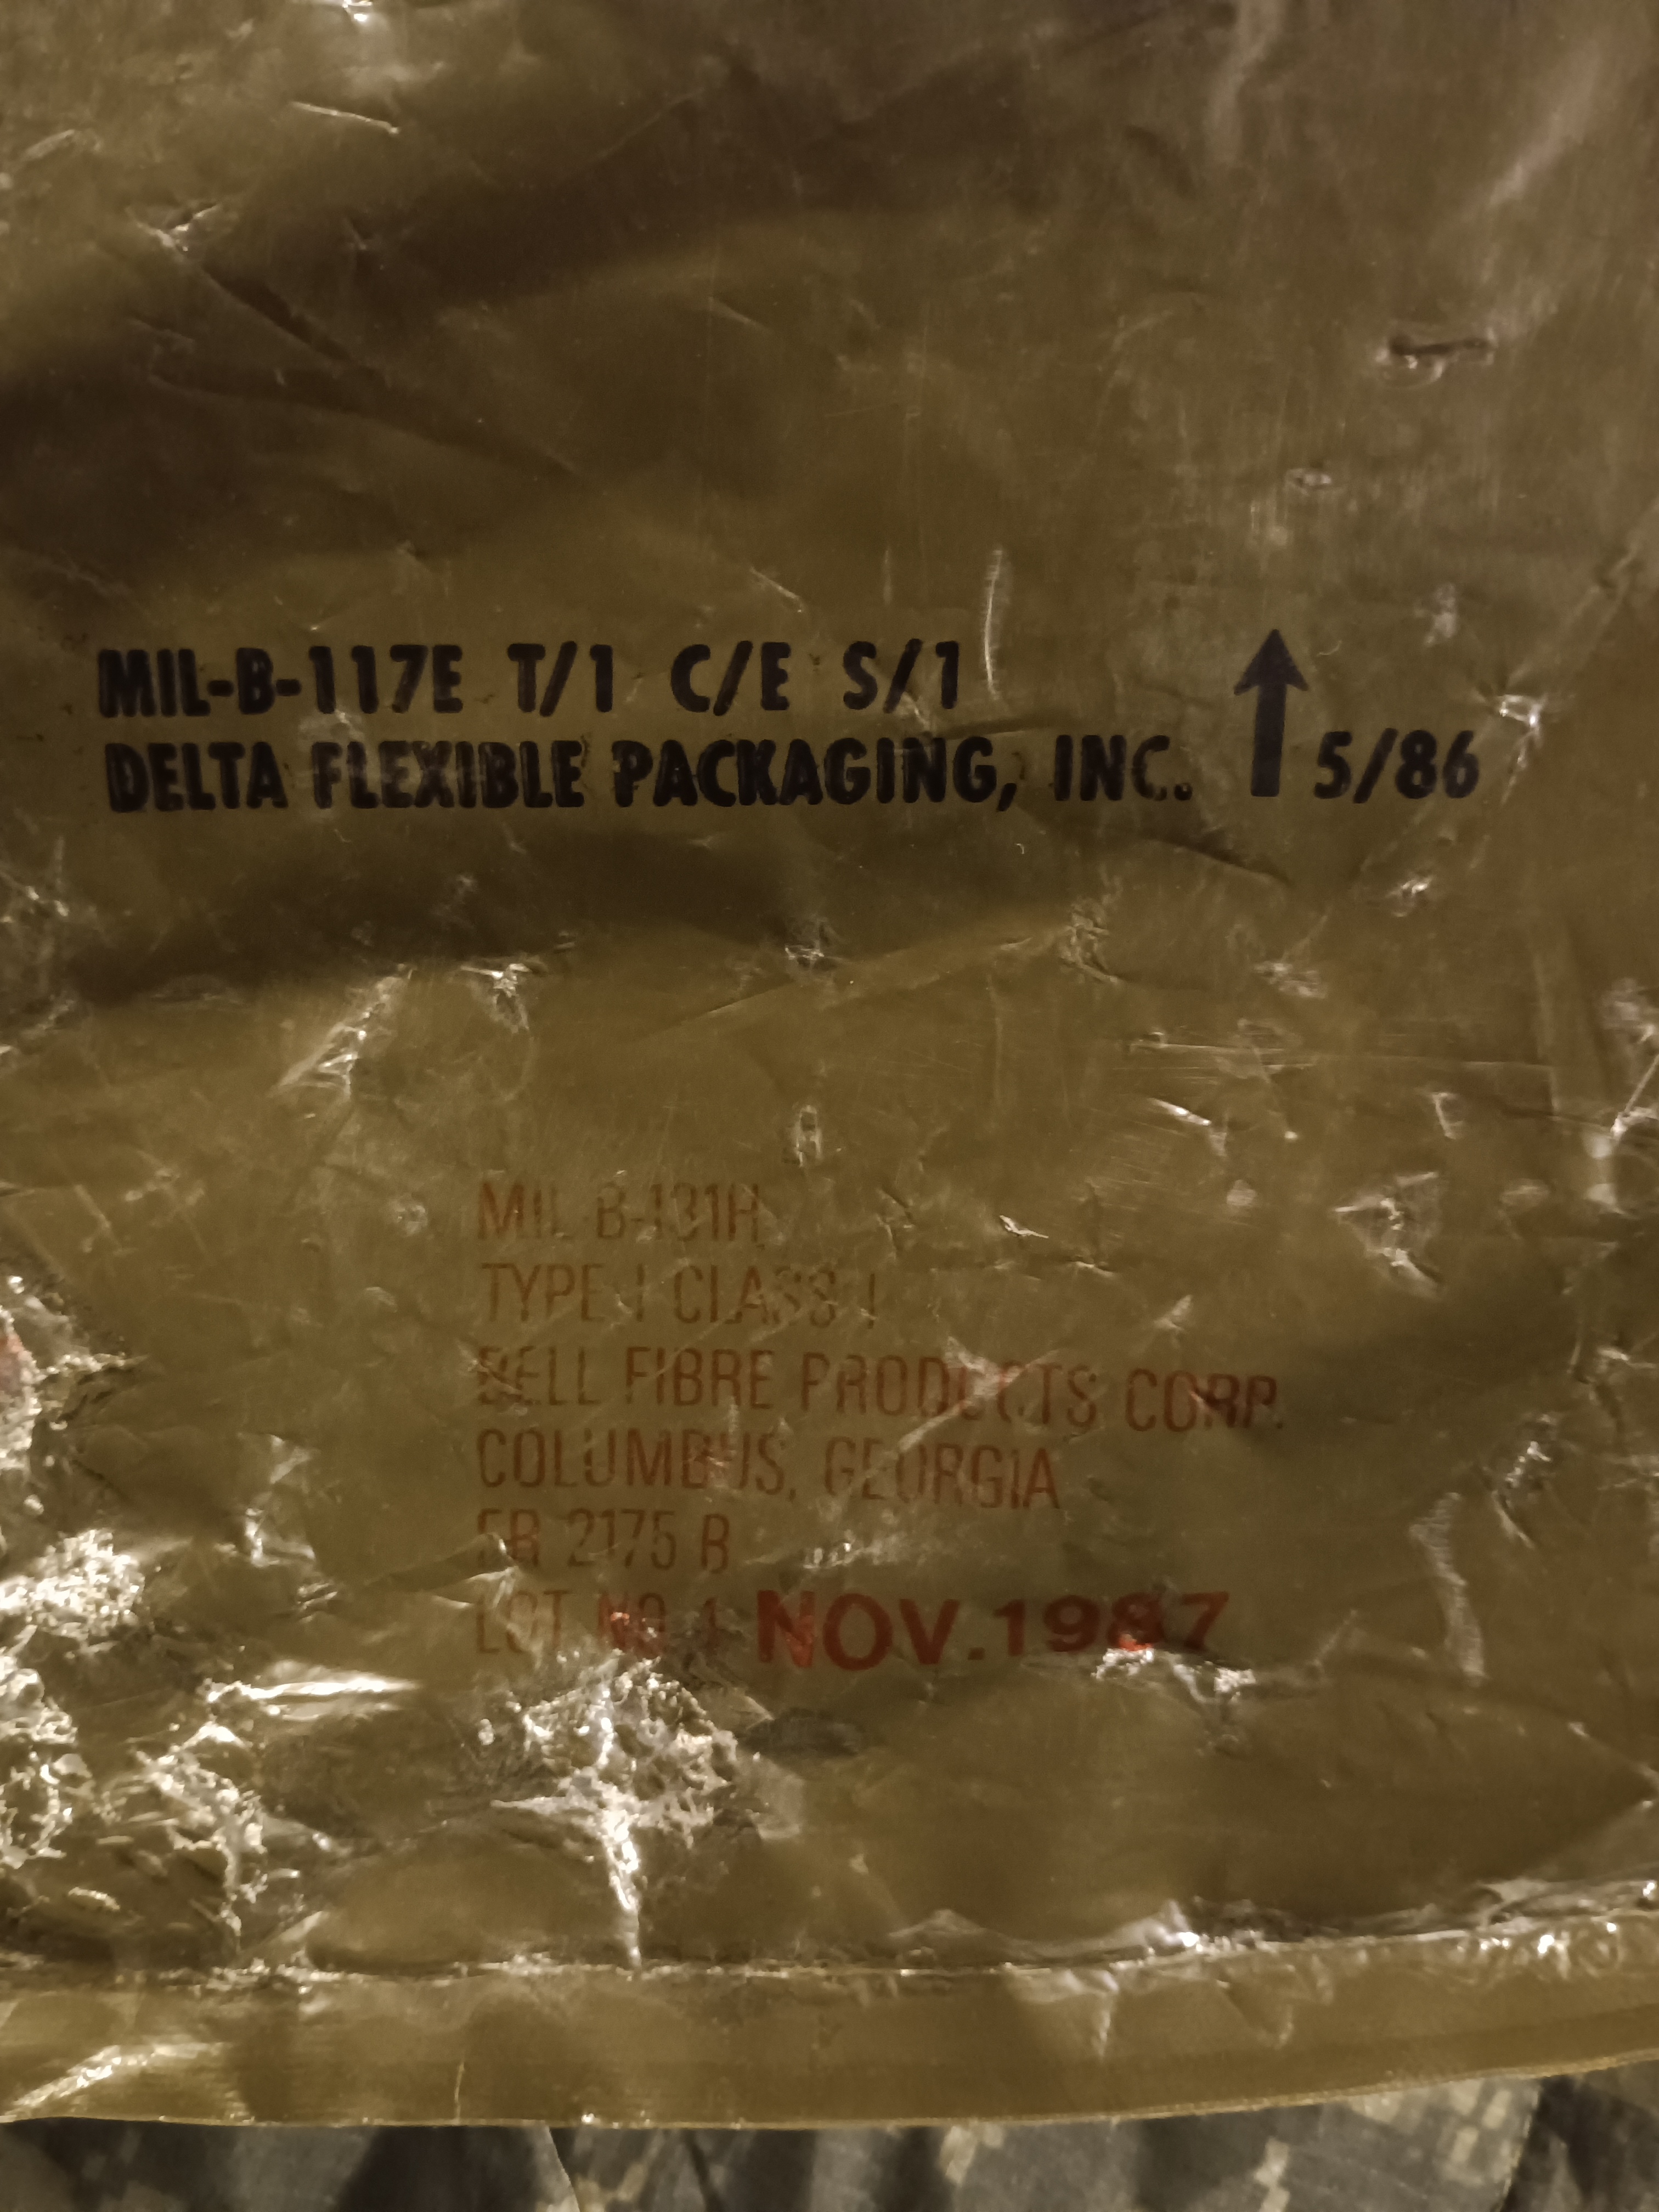 MIL-B-117E T/1 C/E S/1
DELTA FLEXIBLE PACKAGING, INC. ↑ 5/86
MIL-B-131H
TYPE I CLASS I
BELL FIBRE PRODUCTS CORP.
COLUMBUS, GEORGIA
2175 B
LOT NO. 1 NOV. 1987